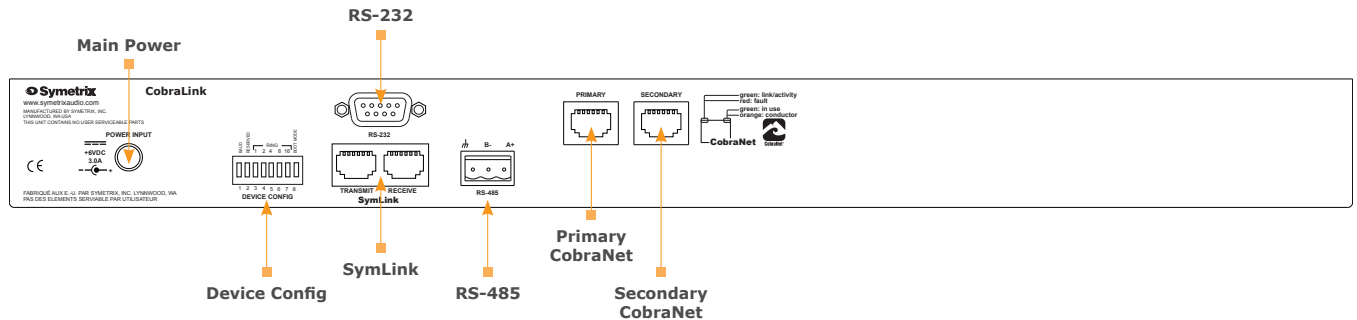 RS-232
Main Power
Symetrix
CobraLink
www.symetrixaudio.com
MANUFACTURED BY SYMETRIX, INC.
LYNNWOOD, WA USA
THIS UNIT CONTAINS NO USER SERVICEABLE PARTS
POWER INPUT
+6VDC
3.0A
- +
CE
FABRIQUÉ AUX E.-U. PAR SYMETRIX, INC. LYNNWOOD, WA
PAS DES ELEMENTS SERVIABLE PAR UTILISATEUR
BAUD
RESERVED
RING
1 2 4 8 16
BOOT MODE
1 2 3 4 5 6 7 8
DEVICE CONFIG
RS-232
TRANSMIT RECEIVE
SymLink
B- A+
RS-485
PRIMARY
SECONDARY
green: link/activity
red: fault
green: in use
orange: conductor
CobraNet
CobraNet
Primary
CobraNet
SymLink
Device Config
RS-485
Secondary
CobraNet